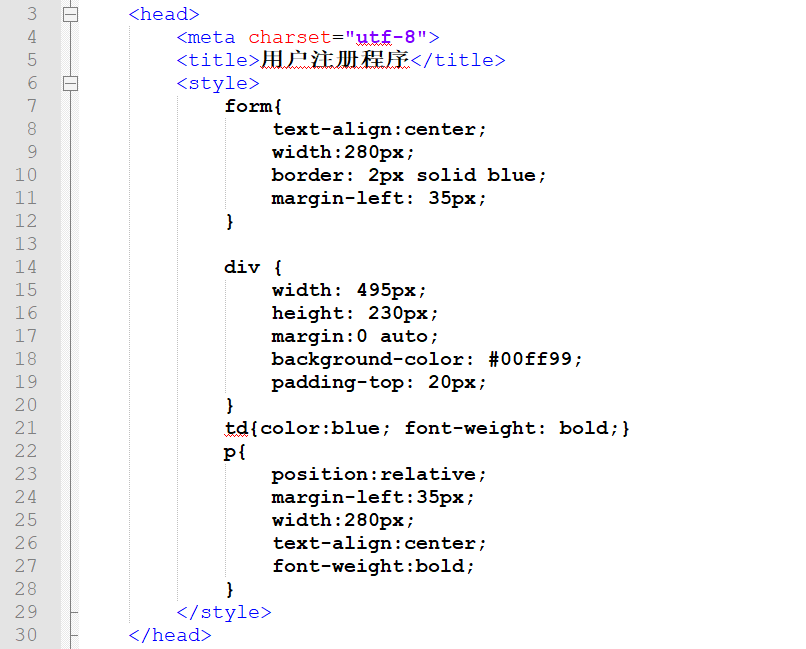 3 <head>
4 <meta charset="utf-8">
5 <title>用户注册程序</title>
6 <style>
7 form{
8 text-align:center;
9 width:280px;
10 border: 2px solid blue;
11 margin-left: 35px;
12 }
13
14 div {
15 width: 495px;
16 height: 230px;
17 margin:0 auto;
18 background-color: #00ff99;
19 padding-top: 20px;
20 }
21 td{color:blue; font-weight: bold;}
22 p{
23 position:relative;
24 margin-left:35px;
25 width:280px;
26 text-align:center;
27 font-weight:bold;
28 }
29 </style>
30 </head>